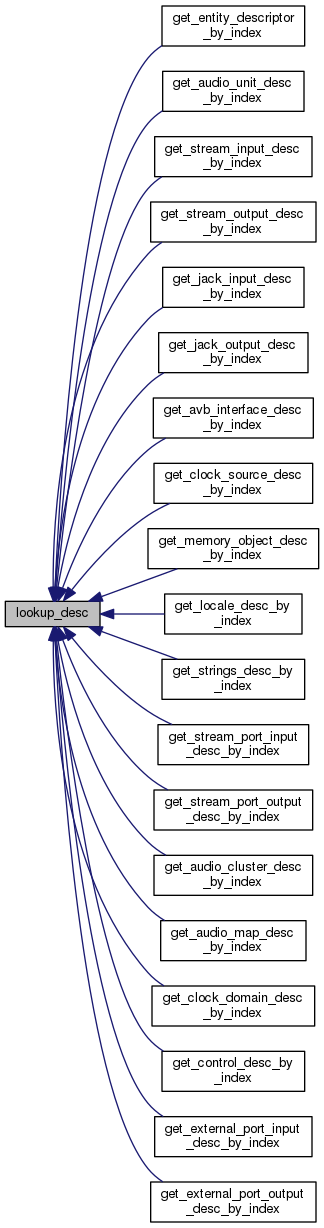 get_entity_descriptor
_by_index
get_audio_unit_desc
_by_index
get_stream_input_desc
_by_index
get_stream_output_desc
_by_index
get_jack_input_desc
_by_index
get_jack_output_desc
_by_index
get_avb_interface_desc
_by_index
get_clock_source_desc
_by_index
get_memory_object_desc
_by_index
lookup_desc
get_locale_desc_by
_index
get_strings_desc_by
_index
get_stream_port_input
_desc_by_index
get_stream_port_output
_desc_by_index
get_audio_cluster_desc
_by_index
get_audio_map_desc
_by_index
get_clock_domain_desc
_by_index
get_control_desc_by
_index
get_external_port_input
_desc_by_index
get_external_port_output
_desc_by_index